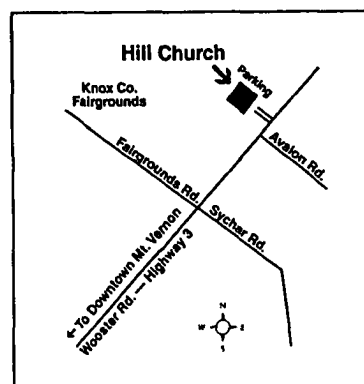 Hill Church
Parking
Knox Co.
Fairgrounds
Avalon Rd.
Fairgrounds Rd.
Sychar Rd.
← To Downtown Mt. Vernon
Wooster Rd. — Highway 3
N
W
S